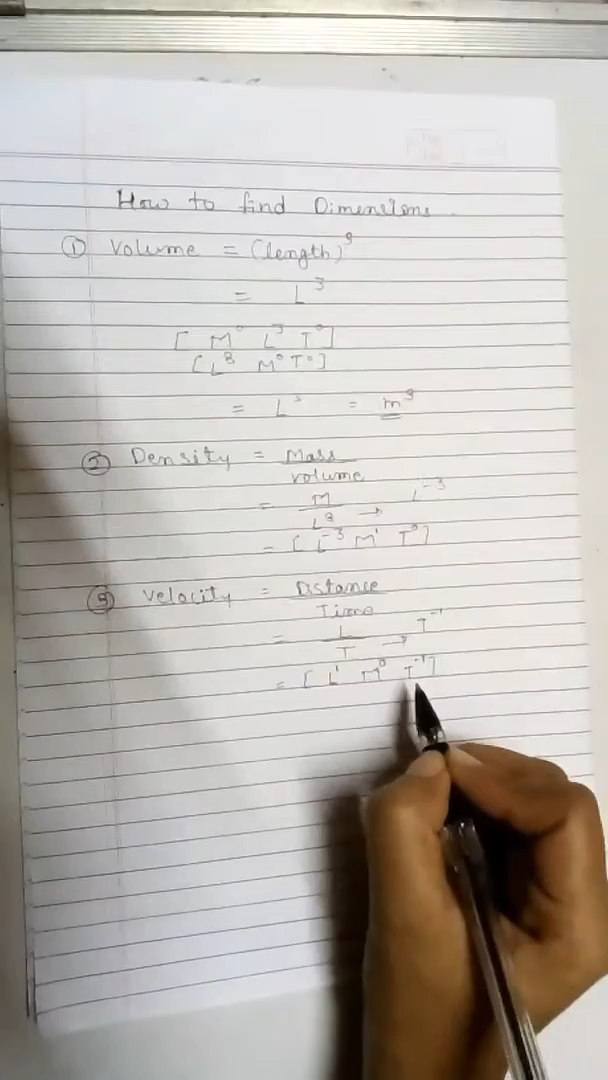 How to find Dimensions.
① Volume = (length)³
= L³
[ M⁰ L³ T⁰ ]
[ L³ M⁰ T⁰ ]
= L³ = m³
② Density = Mass
volume
= M
L³ → L⁻³
= [ L⁻³ M¹ T⁰ ]
③ Velocity = Distance
Time
= L
T → T⁻¹
= [ L¹ M⁰ T⁻¹ ]